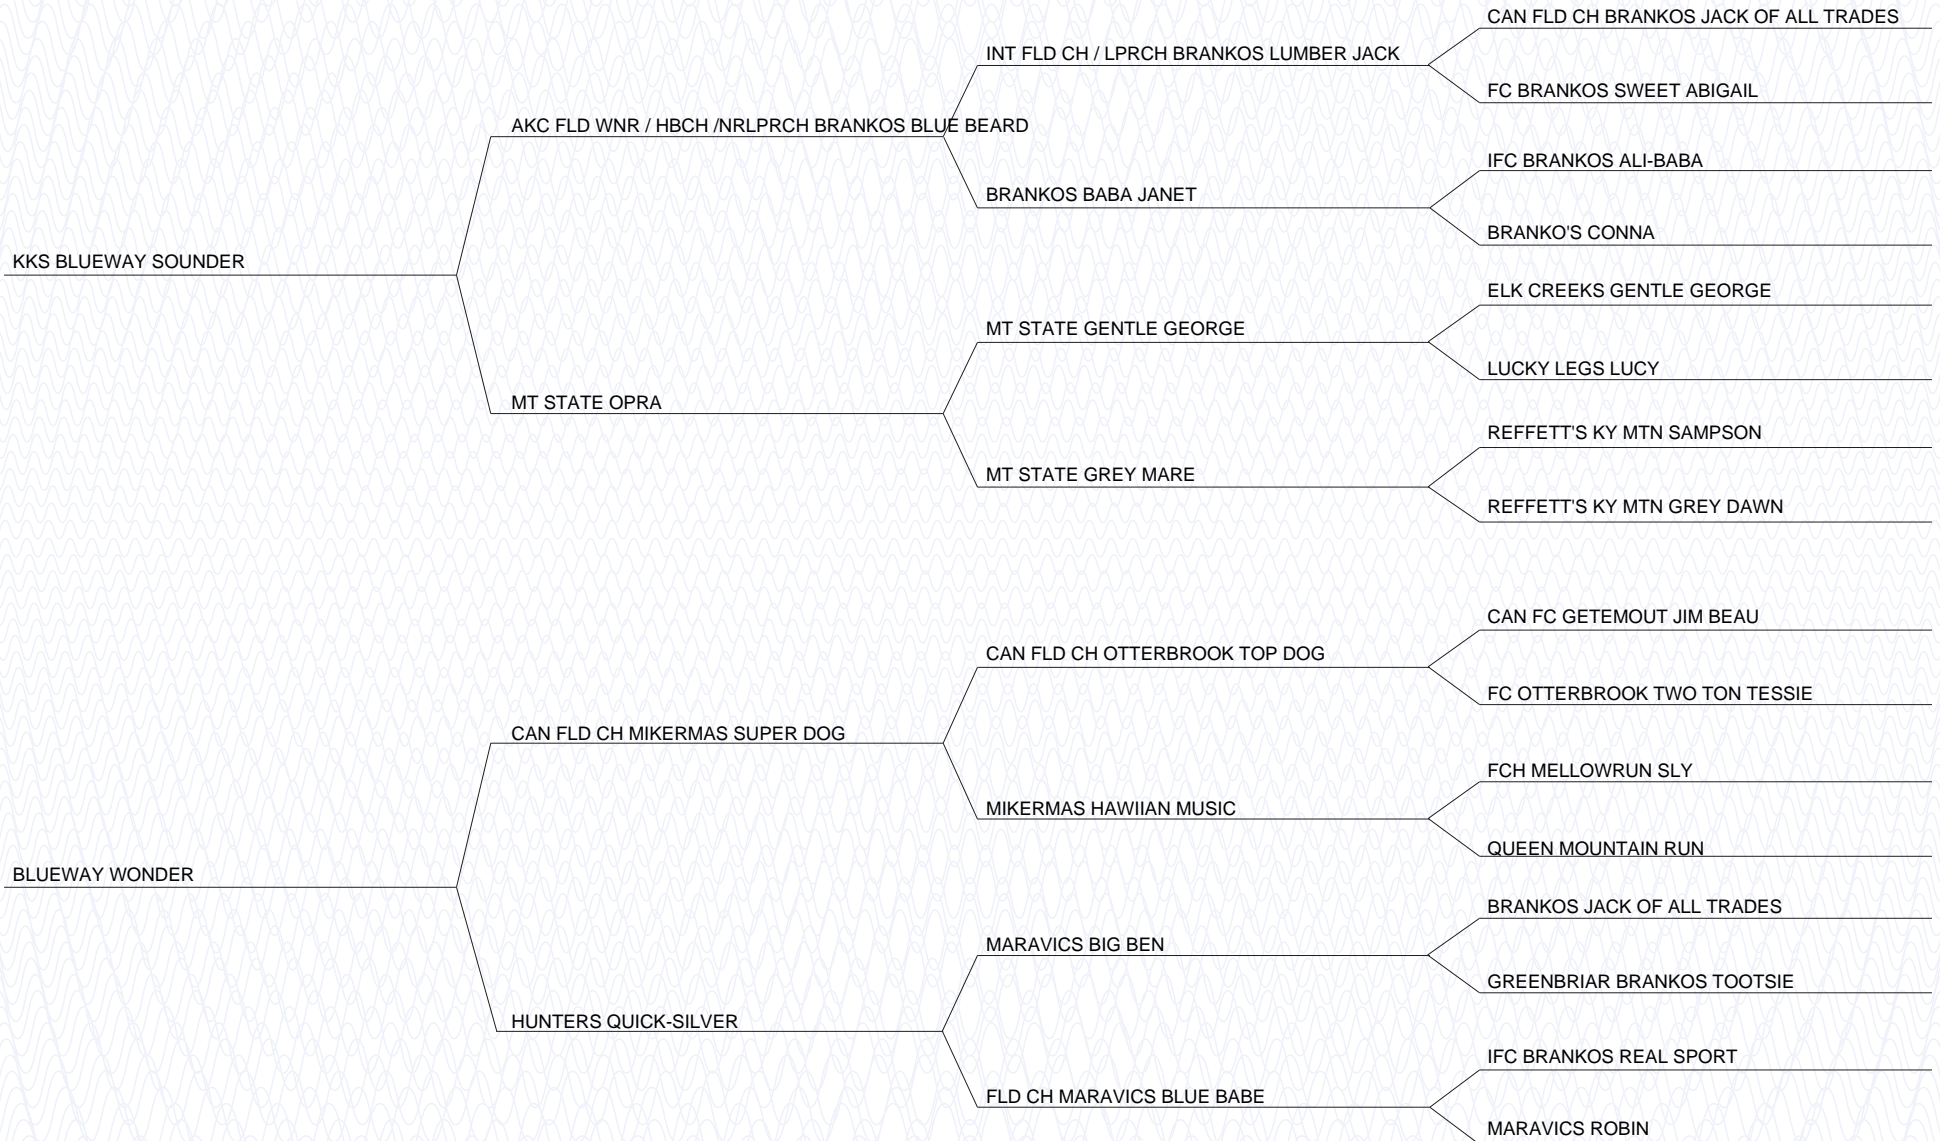 CAN FLD CH BRANKOS JACK OF ALL TRADES
INT FLD CH / LPRCH BRANKOS LUMBER JACK
FC BRANKOS SWEET ABIGAIL
AKC FLD WNR / HBCH /NRLPRCH BRANKOS BLUE BEARD
IFC BRANKOS ALI-BABA
BRANKOS BABA JANET
BRANKO'S CONNA
KKS BLUEWAY SOUNDER
ELK CREEKS GENTLE GEORGE
MT STATE GENTLE GEORGE
LUCKY LEGS LUCY
MT STATE OPRA
REFFETT'S KY MTN SAMPSON
MT STATE GREY MARE
REFFETT'S KY MTN GREY DAWN
CAN FC GETEMOUT JIM BEAU
CAN FLD CH OTTERBROOK TOP DOG
FC OTTERBROOK TWO TON TESSIE
CAN FLD CH MIKERMAS SUPER DOG
FCH MELLOWRUN SLY
MIKERMAS HAWIIAN MUSIC
QUEEN MOUNTAIN RUN
BLUEWAY WONDER
BRANKOS JACK OF ALL TRADES
MARAVICS BIG BEN
GREENBRIAR BRANKOS TOOTSIE
HUNTERS QUICK-SILVER
IFC BRANKOS REAL SPORT
FLD CH MARAVICS BLUE BABE
MARAVICS ROBIN